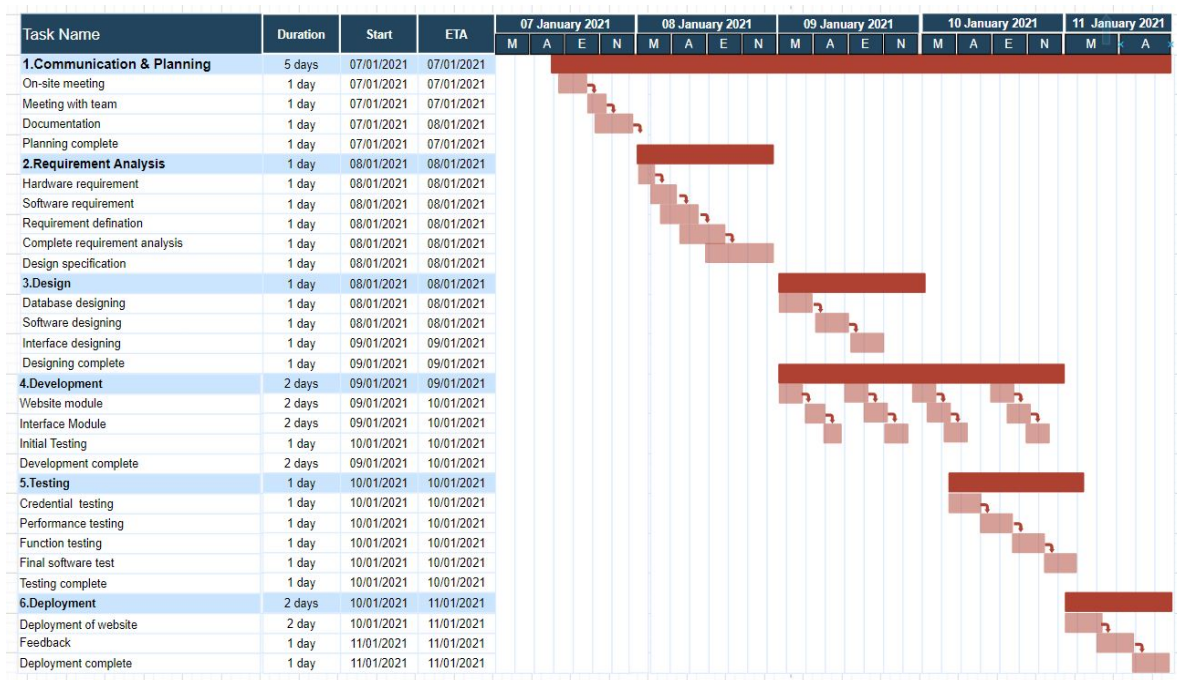 Task Name Duration Start ETA 07 January 2021 08 January 2021 09 January 2021 10 January 2021 11 January 2021
M A E N M A E N M A E N M A E N M A
1.Communication & Planning 5 days 07/01/2021 07/01/2021
On-site meeting 1 day 07/01/2021 07/01/2021
Meeting with team 1 day 07/01/2021 07/01/2021
Documentation 1 day 07/01/2021 08/01/2021
Planning complete 1 day 07/01/2021 07/01/2021
2.Requirement Analysis 1 day 08/01/2021 08/01/2021
Hardware requirement 1 day 08/01/2021 08/01/2021
Software requirement 1 day 08/01/2021 08/01/2021
Requirement defination 1 day 08/01/2021 08/01/2021
Complete requirement analysis 1 day 08/01/2021 08/01/2021
Design specification 1 day 08/01/2021 08/01/2021
3.Design 1 day 08/01/2021 08/01/2021
Database designing 1 day 08/01/2021 08/01/2021
Software designing 1 day 08/01/2021 08/01/2021
Interface designing 1 day 09/01/2021 09/01/2021
Designing complete 1 day 09/01/2021 09/01/2021
4.Development 2 days 09/01/2021 09/01/2021
Website module 2 days 09/01/2021 10/01/2021
Interface Module 2 days 09/01/2021 10/01/2021
Initial Testing 1 day 10/01/2021 10/01/2021
Development complete 2 days 09/01/2021 10/01/2021
5.Testing 1 day 10/01/2021 10/01/2021
Credential testing 1 day 10/01/2021 10/01/2021
Performance testing 1 day 10/01/2021 10/01/2021
Function testing 1 day 10/01/2021 10/01/2021
Final software test 1 day 10/01/2021 10/01/2021
Testing complete 1 day 10/01/2021 10/01/2021
6.Deployment 2 days 10/01/2021 11/01/2021
Deployment of website 2 day 10/01/2021 11/01/2021
Feedback 1 day 11/01/2021 11/01/2021
Deployment complete 1 day 11/01/2021 11/01/2021